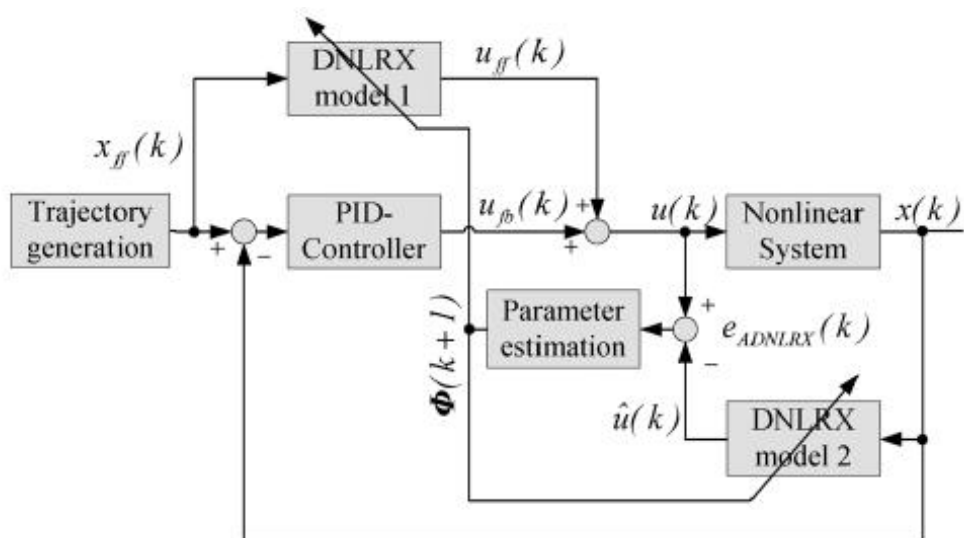 DNLRX
model 1
u_ff(k)
x_ff(k)
Trajectory
generation
+
−
PID-
Controller
u_fb(k)
+
+
u(k)
Nonlinear
System
x(k)
Φ(k+1)
Parameter
estimation
+
−
e_ADNLRX(k)
û(k)
DNLRX
model 2